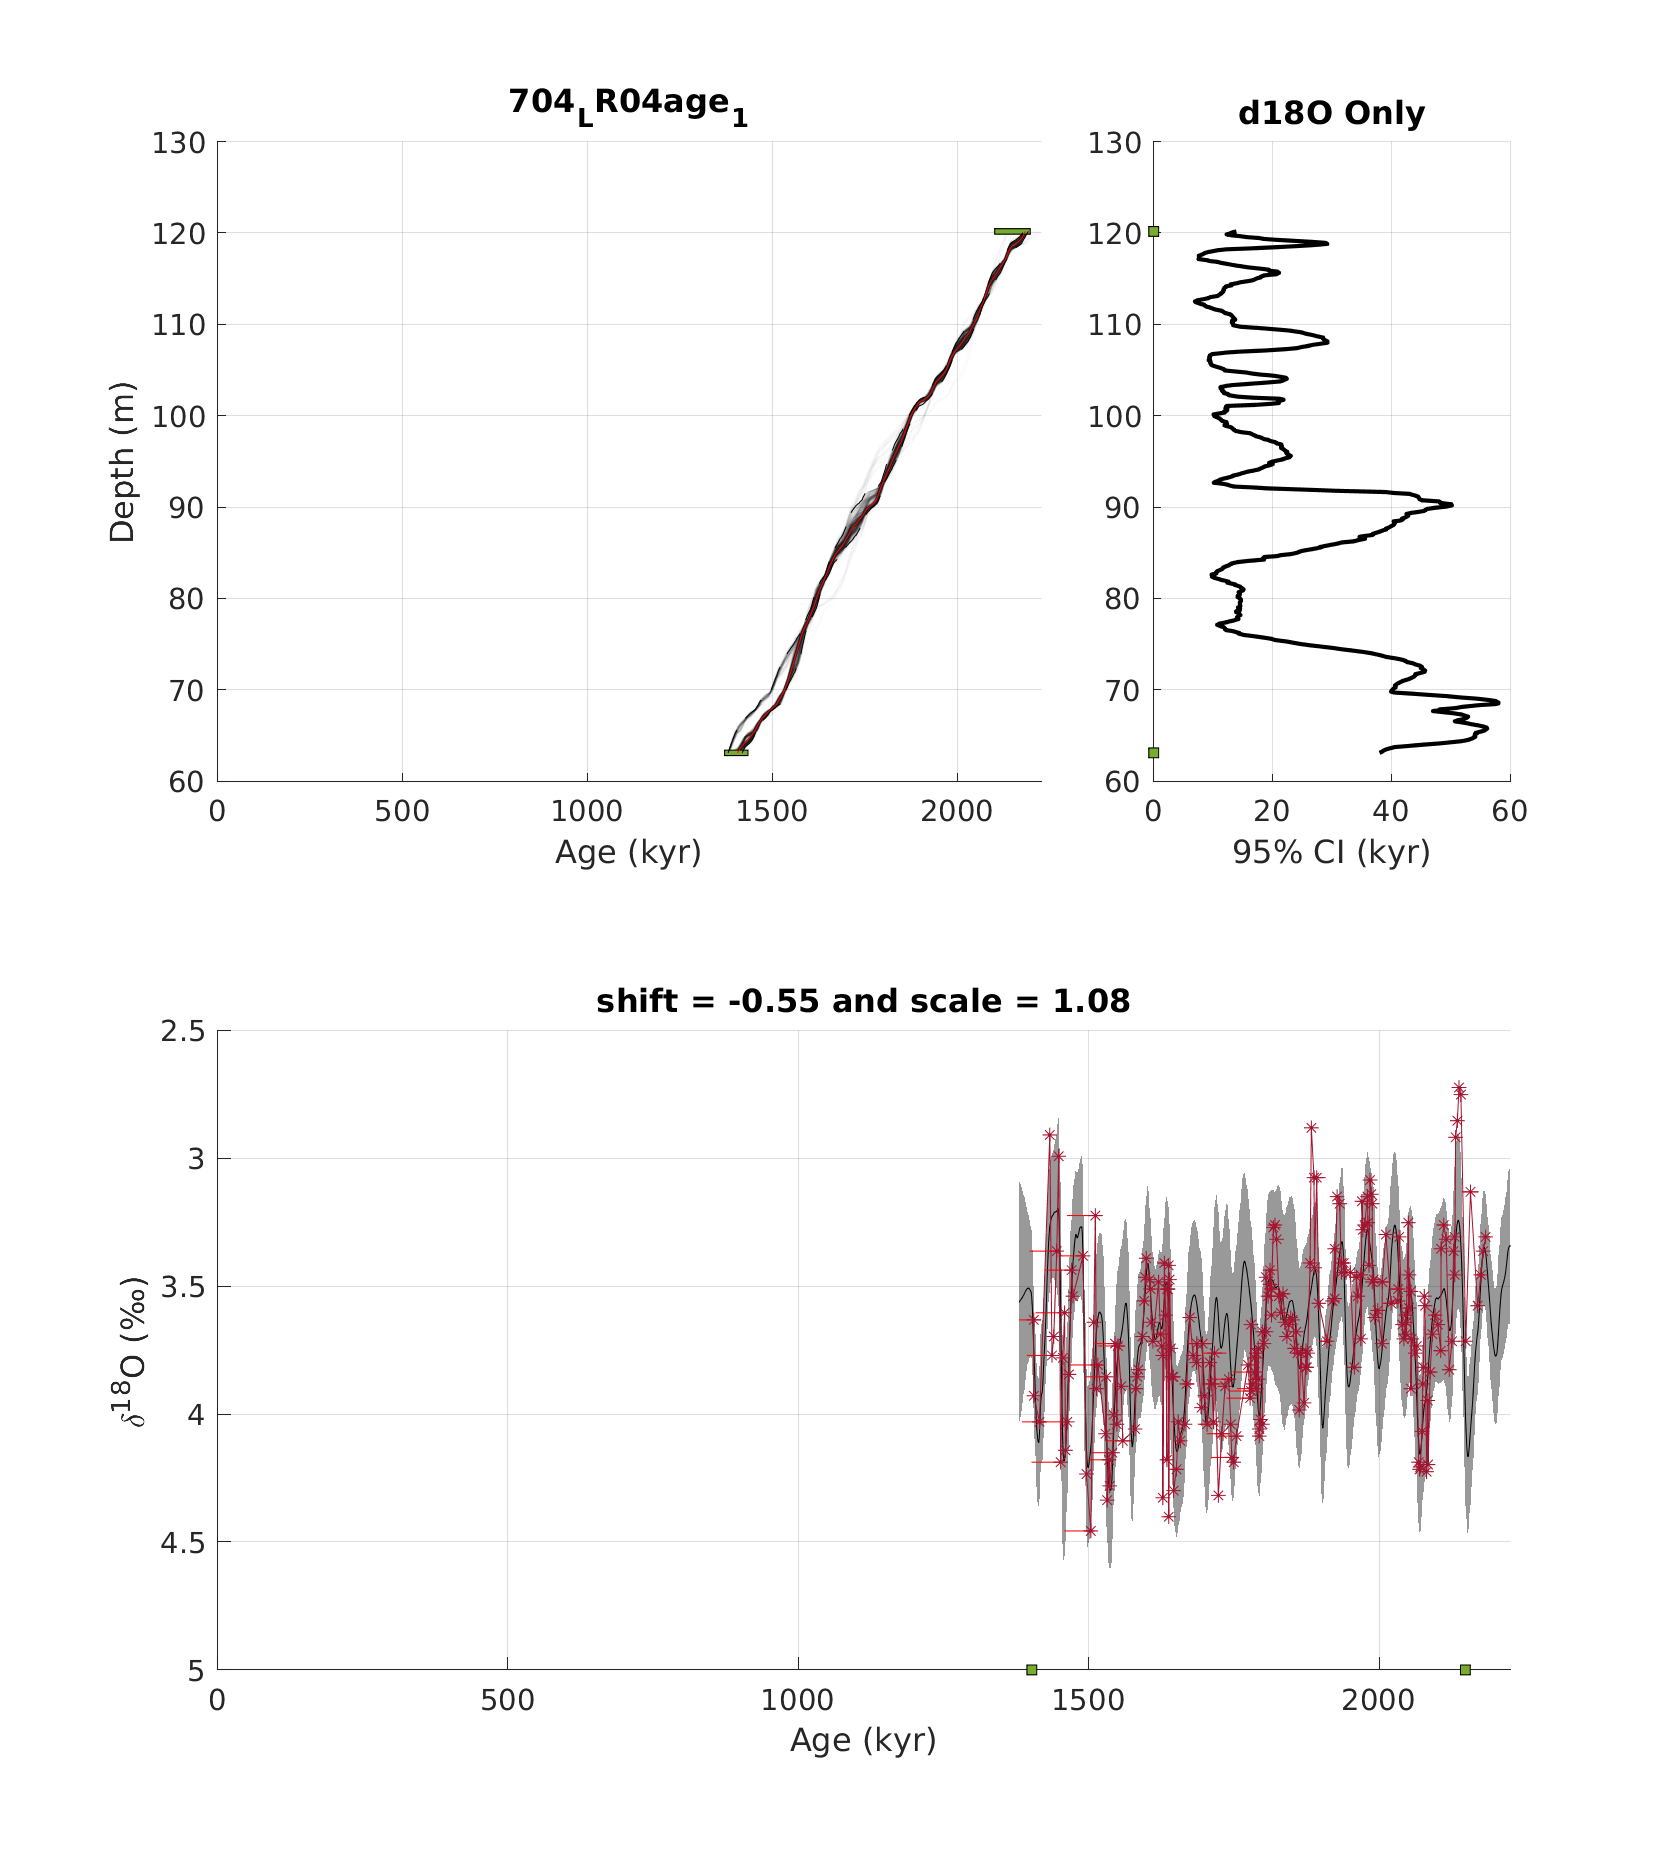 704LR04age1
130
120
110
100
90
80
70
60
Depth (m)
0 500 1000 1500 2000
Age (kyr)
d18O Only
130
120
110
100
90
80
70
60
0 20 40 60
95% CI (kyr)
shift = -0.55 and scale = 1.08
2.5
3
3.5
4
4.5
5
δ18O (‰)
0 500 1000 1500 2000
Age (kyr)